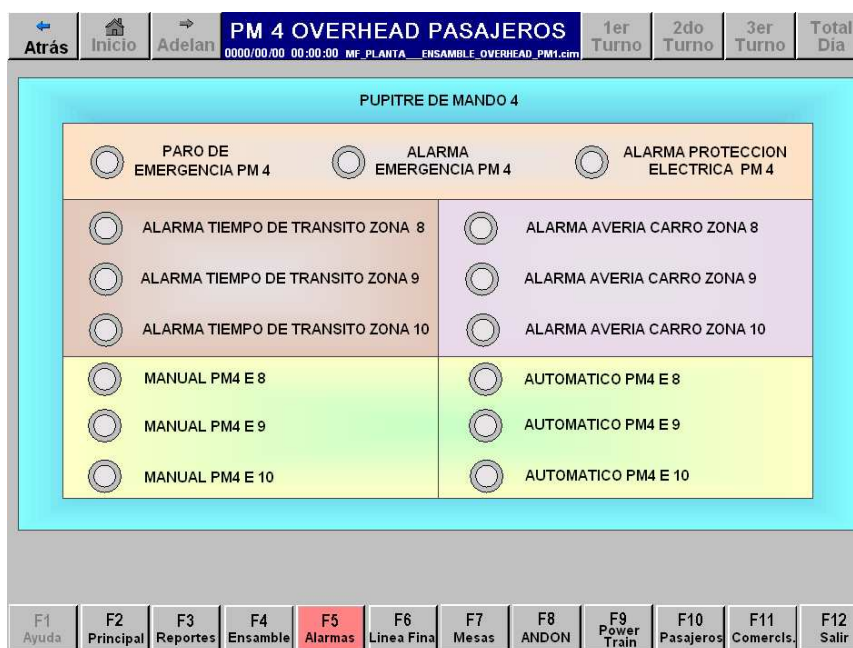 Atrás
Inicio
Adelan
PM 4 OVERHEAD PASAJEROS
0000/00/00 00:00:00 MF_PLANTA___ENSAMBLE_OVERHEAD_PM1.cim
1er
Turno
2do
Turno
3er
Turno
Total
Día
PUPITRE DE MANDO 4
PARO DE
EMERGENCIA PM 4
ALARMA
EMERGENCIA PM 4
ALARMA PROTECCION
ELECTRICA PM 4
ALARMA TIEMPO DE TRANSITO ZONA 8
ALARMA AVERIA CARRO ZONA 8
ALARMA TIEMPO DE TRANSITO ZONA 9
ALARMA AVERIA CARRO ZONA 9
ALARMA TIEMPO DE TRANSITO ZONA 10
ALARMA AVERIA CARRO ZONA 10
MANUAL PM4 E 8
AUTOMATICO PM4 E 8
MANUAL PM4 E 9
AUTOMATICO PM4 E 9
MANUAL PM4 E 10
AUTOMATICO PM4 E 10
F1
Ayuda
F2
Principal
F3
Reportes
F4
Ensamble
F5
Alarmas
F6
Linea Fina
F7
Mesas
F8
ANDON
F9
Power
Train
F10
Pasajeros
F11
Comercls.
F12
Salir